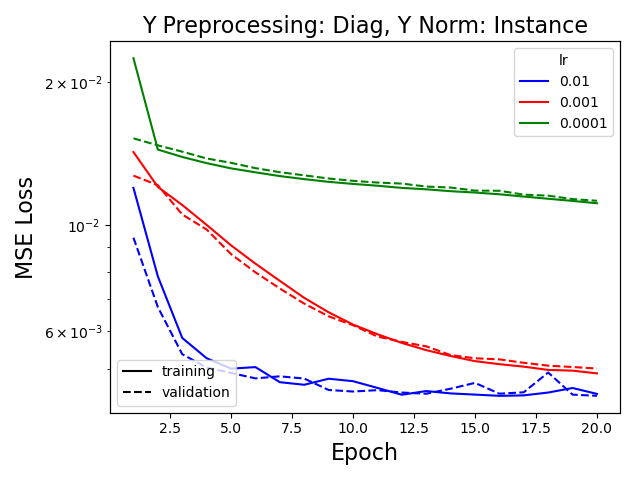 Y Preprocessing: Diag, Y Norm: Instance
MSE Loss
2 × 10⁻²
10⁻²
6 × 10⁻³
lr
0.01
0.001
0.0001
training
validation
2.5 5.0 7.5 10.0 12.5 15.0 17.5 20.0
Epoch